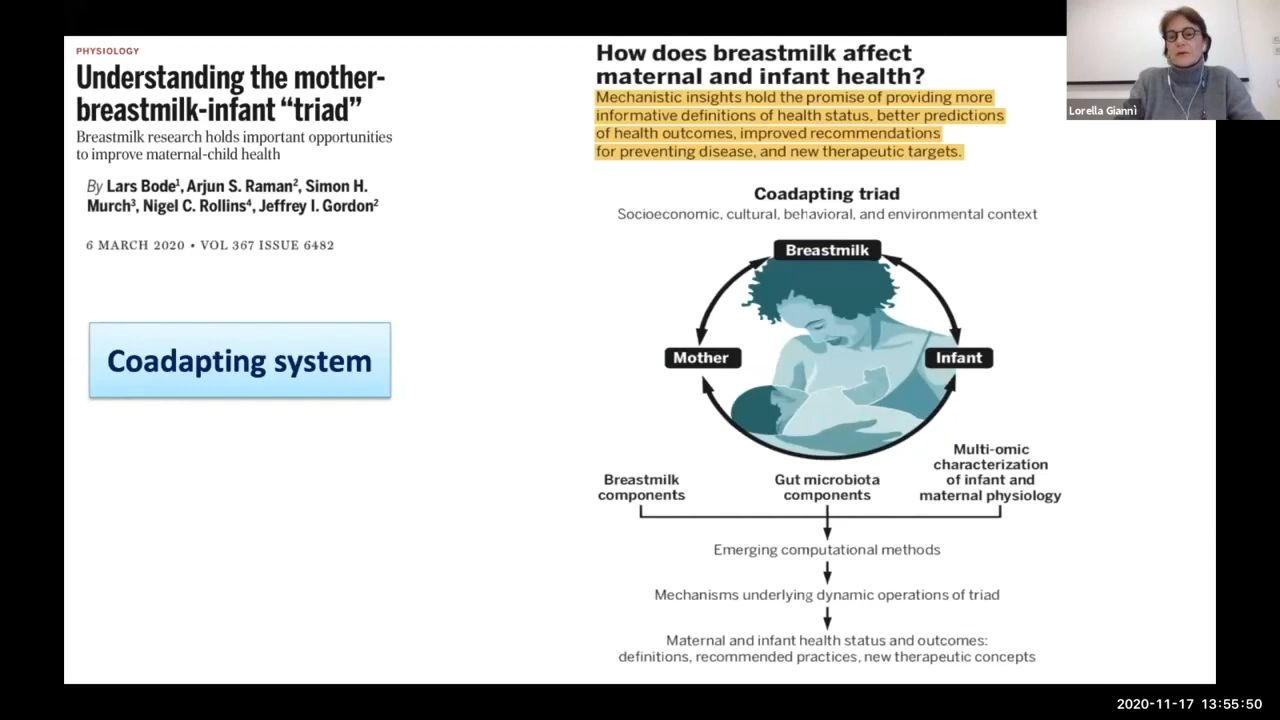 PHYSIOLOGY
Understanding the mother-
breastmilk-infant “triad”
Breastmilk research holds important opportunities
to improve maternal-child health
By Lars Bode1, Arjun S. Raman2, Simon H.
Murch3, Nigel C. Rollins4, Jeffrey I. Gordon2
6 MARCH 2020 • VOL 367 ISSUE 6482
Coadapting system
How does breastmilk affect
maternal and infant health?
Mechanistic insights hold the promise of providing more
informative definitions of health status, better predictions
of health outcomes, improved recommendations
for preventing disease, and new therapeutic targets.
Coadapting triad
Socioeconomic, cultural, behavioral, and environmental context
Breastmilk
Mother
Infant
Breastmilk
components
Gut microbiota
components
Multi-omic
characterization
of infant and
maternal physiology
Emerging computational methods
Mechanisms underlying dynamic operations of triad
Maternal and infant health status and outcomes:
definitions, recommended practices, new therapeutic concepts
Lorella Giannì
2020-11-17 13:55:50